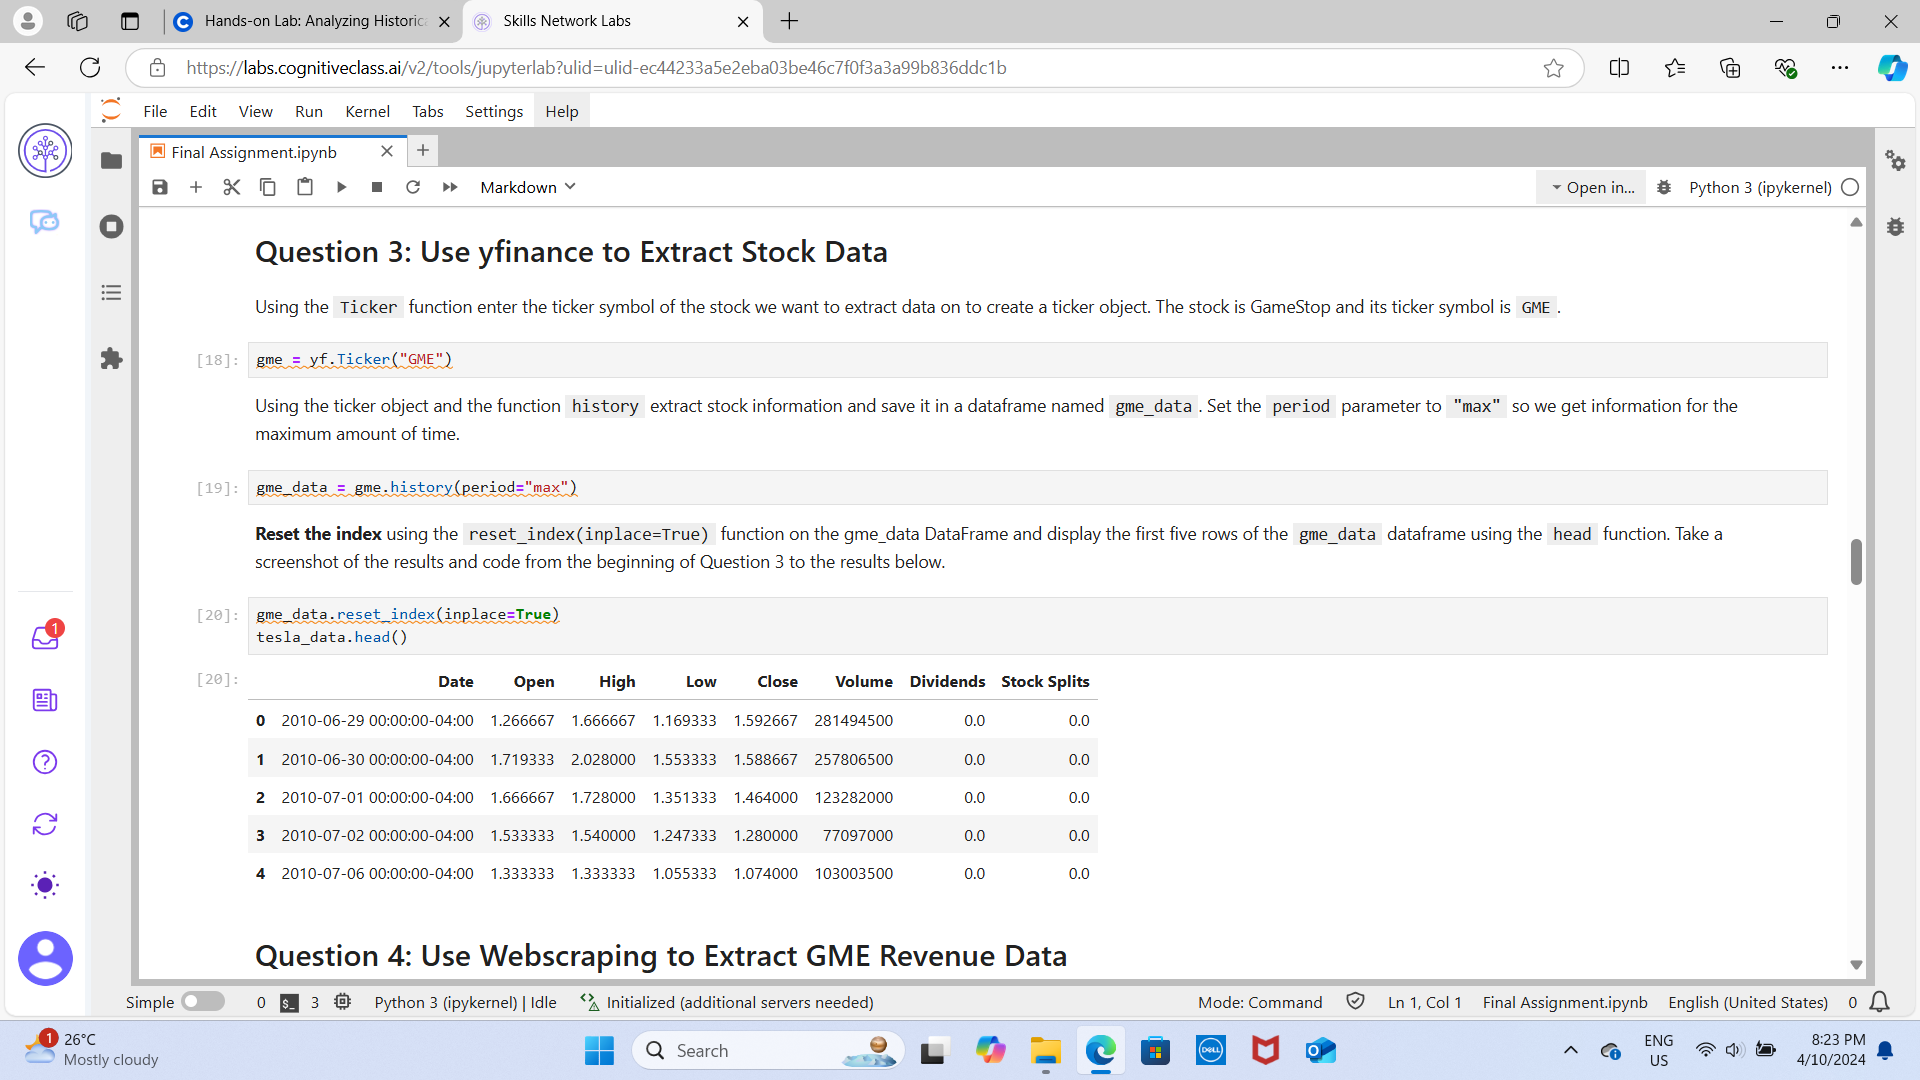 Hands-on Lab: Analyzing Historica
Skills Network Labs
https://labs.cognitiveclass.ai/v2/tools/jupyterlab?ulid=ulid-ec44233a5e2eba03be46c7f0f3a3a99b836ddc1b
File Edit View Run Kernel Tabs Settings Help
Final Assignment.ipynb
Markdown
Open in...
Python 3 (ipykernel)
Question 3: Use yfinance to Extract Stock Data
Using the Ticker function enter the ticker symbol of the stock we want to extract data on to create a ticker object. The stock is GameStop and its ticker symbol is GME .
[18]: gme = yf.Ticker("GME")
Using the ticker object and the function history extract stock information and save it in a dataframe named gme_data . Set the period parameter to "max" so we get information for the
maximum amount of time.
[19]: gme_data = gme.history(period="max")
Reset the index using the reset_index(inplace=True) function on the gme_data DataFrame and display the first five rows of the gme_data dataframe using the head function. Take a
screenshot of the results and code from the beginning of Question 3 to the results below.
[20]: gme_data.reset_index(inplace=True)
tesla_data.head()
[20]: Date Open High Low Close Volume Dividends Stock Splits
0 2010-06-29 00:00:00-04:00 1.266667 1.666667 1.169333 1.592667 281494500 0.0 0.0
1 2010-06-30 00:00:00-04:00 1.719333 2.028000 1.553333 1.588667 257806500 0.0 0.0
2 2010-07-01 00:00:00-04:00 1.666667 1.728000 1.351333 1.464000 123282000 0.0 0.0
3 2010-07-02 00:00:00-04:00 1.533333 1.540000 1.247333 1.280000 77097000 0.0 0.0
4 2010-07-06 00:00:00-04:00 1.333333 1.333333 1.055333 1.074000 103003500 0.0 0.0
Question 4: Use Webscraping to Extract GME Revenue Data
1
Simple 0 $_ 3 Python 3 (ipykernel) | Idle Initialized (additional servers needed) Mode: Command Ln 1, Col 1 Final Assignment.ipynb English (United States) 0
1
26°C
Mostly cloudy
Search
DELL
ENG
US
8:23 PM
4/10/2024